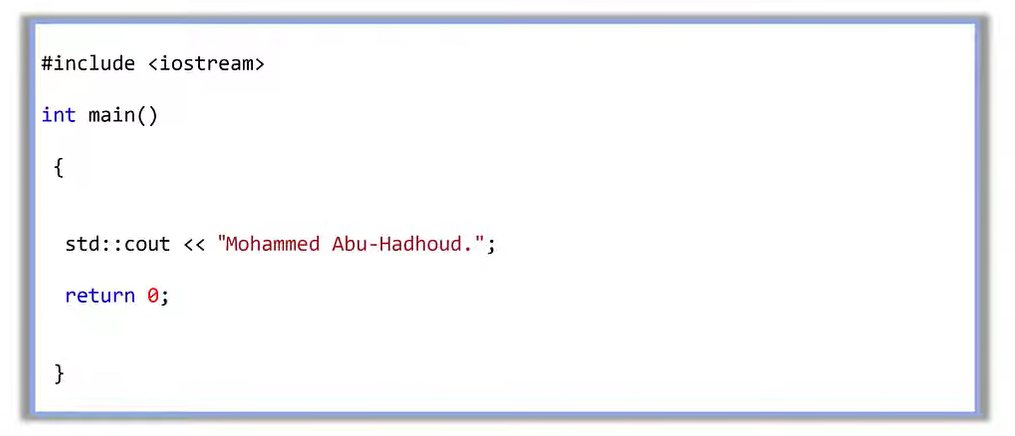 #include <iostream>
int main()
{
std::cout << "Mohammed Abu-Hadhoud.";
return 0;
}